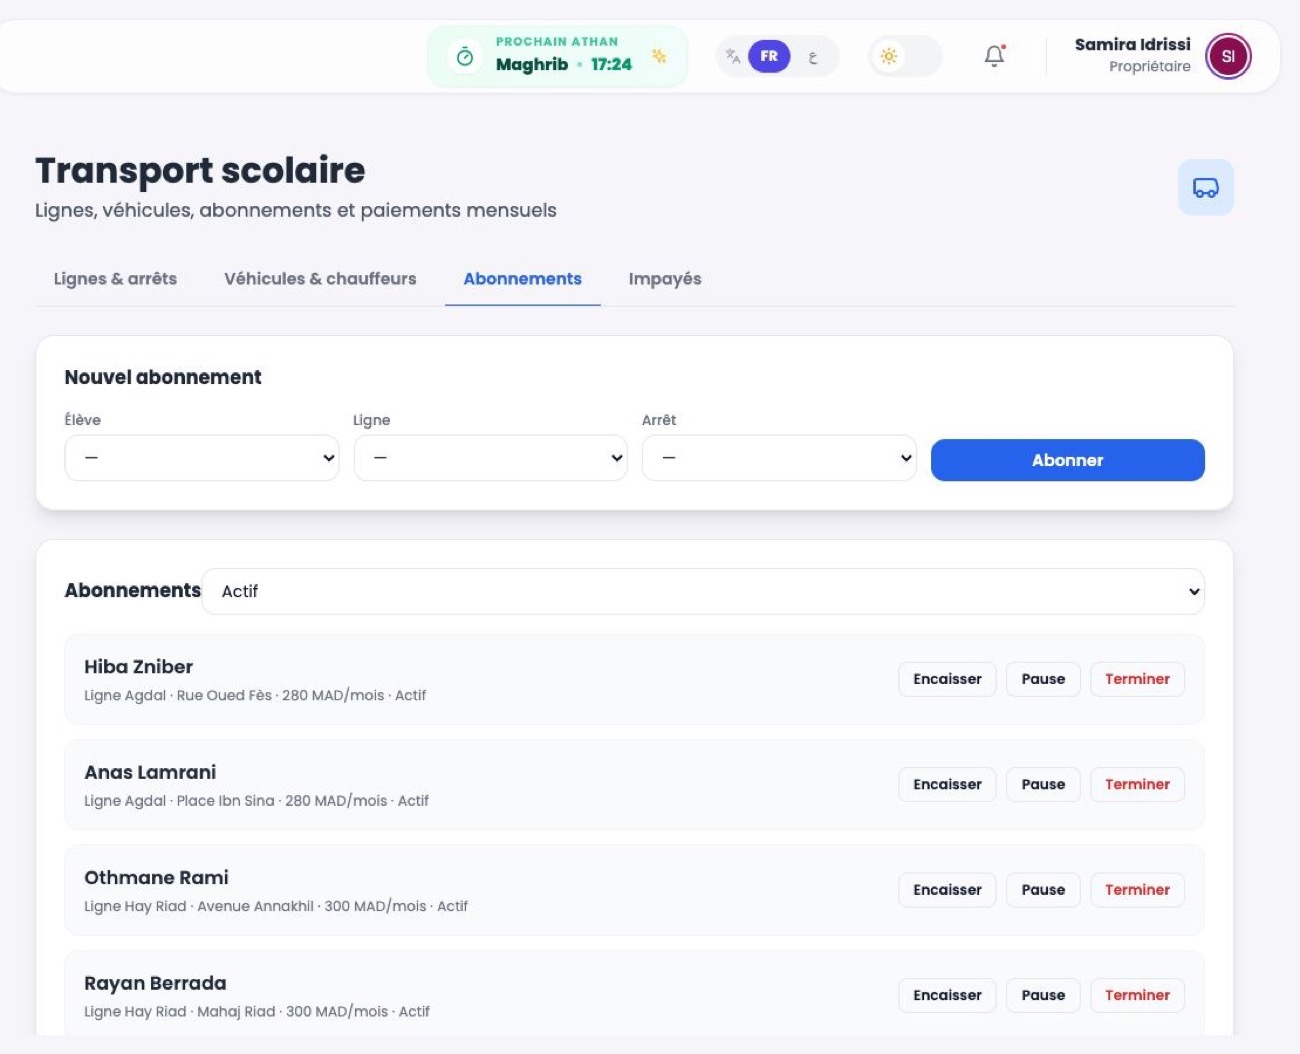 PROCHAIN ATHAN
Maghrib • 17:24
FR
ع
Samira Idrissi
Propriétaire
SI
Transport scolaire
Lignes, véhicules, abonnements et paiements mensuels
Lignes & arrêts
Véhicules & chauffeurs
Abonnements
Impayés
Nouvel abonnement
Élève
Ligne
Arrêt
—
—
—
Abonner
Abonnements
Actif
Hiba Zniber
Ligne Agdal · Rue Oued Fès · 280 MAD/mois · Actif
Encaisser
Pause
Terminer
Anas Lamrani
Ligne Agdal · Place Ibn Sina · 280 MAD/mois · Actif
Encaisser
Pause
Terminer
Othmane Rami
Ligne Hay Riad · Avenue Annakhil · 300 MAD/mois · Actif
Encaisser
Pause
Terminer
Rayan Berrada
Ligne Hay Riad · Mahaj Riad · 300 MAD/mois · Actif
Encaisser
Pause
Terminer